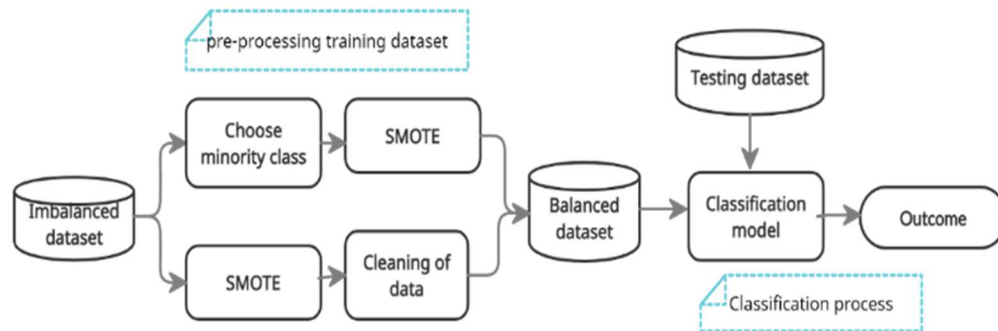 pre-processing training dataset
Testing dataset
Choose
minority class
SMOTE
Imbalanced
dataset
Balanced
dataset
Classification
model
Outcome
SMOTE
Cleaning of
data
Classification process